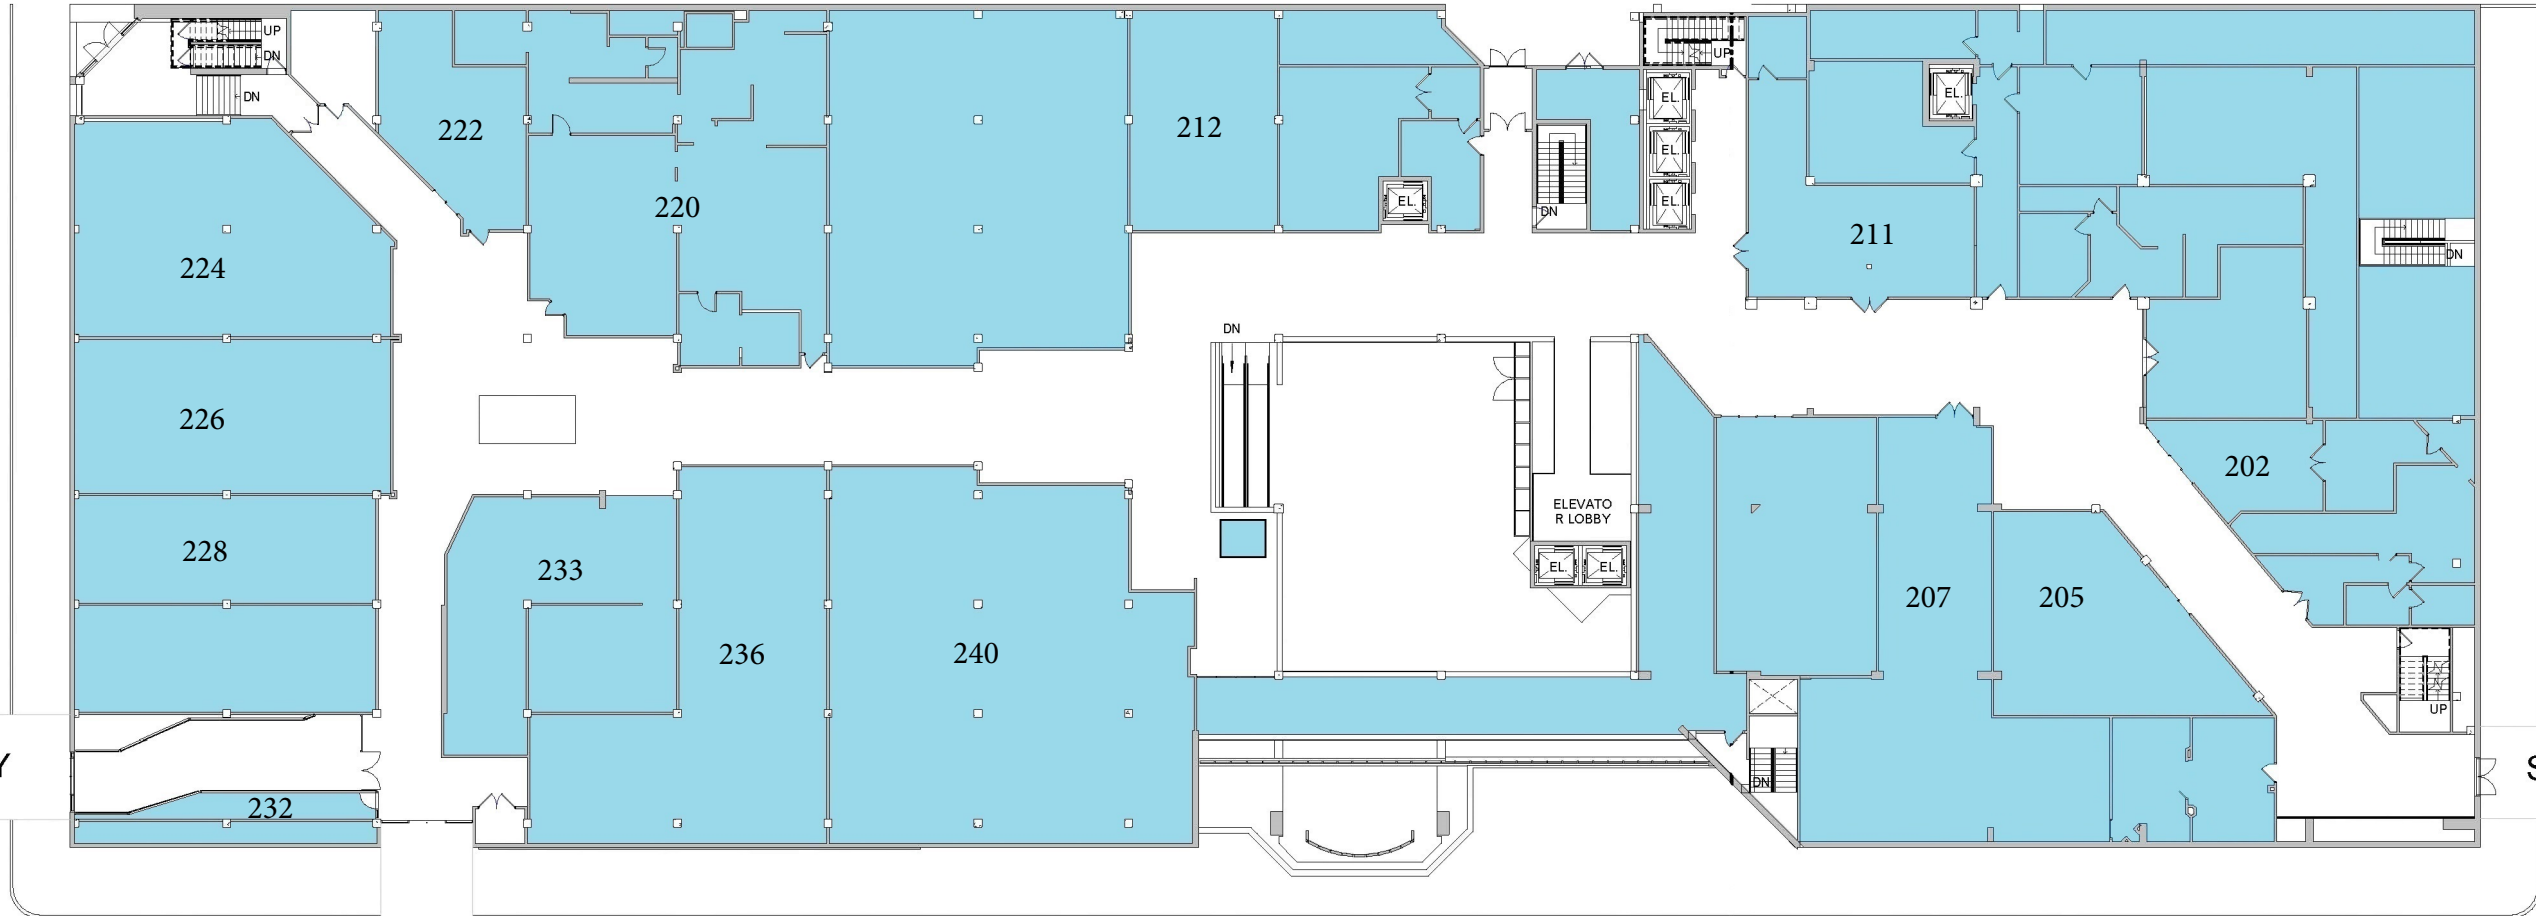 UP
DN
DN
222
212
220
224
226
228
233
236
240
232
EL.
DN
DN
ELEVATO
R LOBBY
EL.
EL.
UP
EL.
EL.
EL.
EL.
211
DN
202
207
205
UP
DN
Y
S